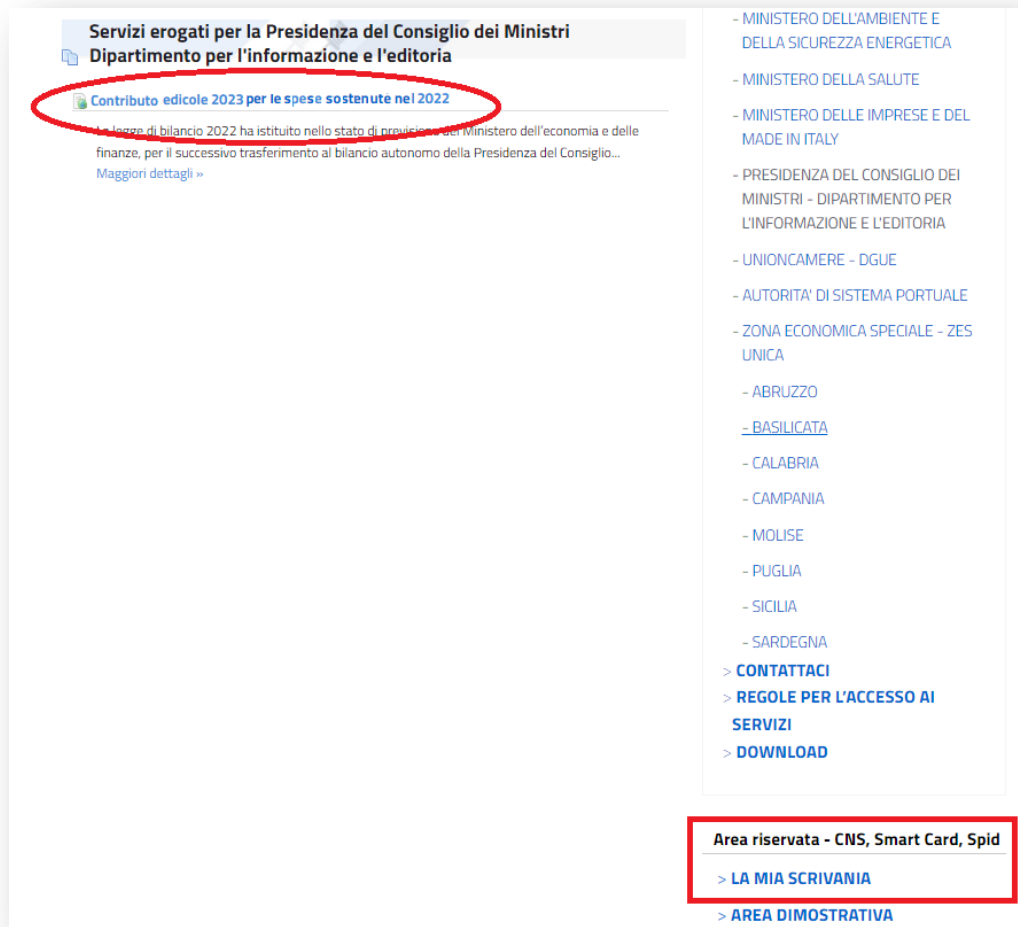 Servizi erogati per la Presidenza del Consiglio dei Ministri
Dipartimento per l'informazione e l'editoria
Contributo edicole 2023 per le spese sostenute nel 2022
La legge di bilancio 2022 ha istituito nello stato di previsione del Ministero dell'economia e delle
finanze, per il successivo trasferimento al bilancio autonomo della Presidenza del Consiglio...
Maggiori dettagli »
- MINISTERO DELL'AMBIENTE E
DELLA SICUREZZA ENERGETICA
- MINISTERO DELLA SALUTE
- MINISTERO DELLE IMPRESE E DEL
MADE IN ITALY
- PRESIDENZA DEL CONSIGLIO DEI
MINISTRI - DIPARTIMENTO PER
L'INFORMAZIONE E L'EDITORIA
- UNIONCAMERE - DGUE
- AUTORITA' DI SISTEMA PORTUALE
- ZONA ECONOMICA SPECIALE - ZES
UNICA
- ABRUZZO
- BASILICATA
- CALABRIA
- CAMPANIA
- MOLISE
- PUGLIA
- SICILIA
- SARDEGNA
> CONTATTACI
> REGOLE PER L'ACCESSO AI
SERVIZI
> DOWNLOAD
Area riservata - CNS, Smart Card, Spid
> LA MIA SCRIVANIA
> AREA DIMOSTRATIVA